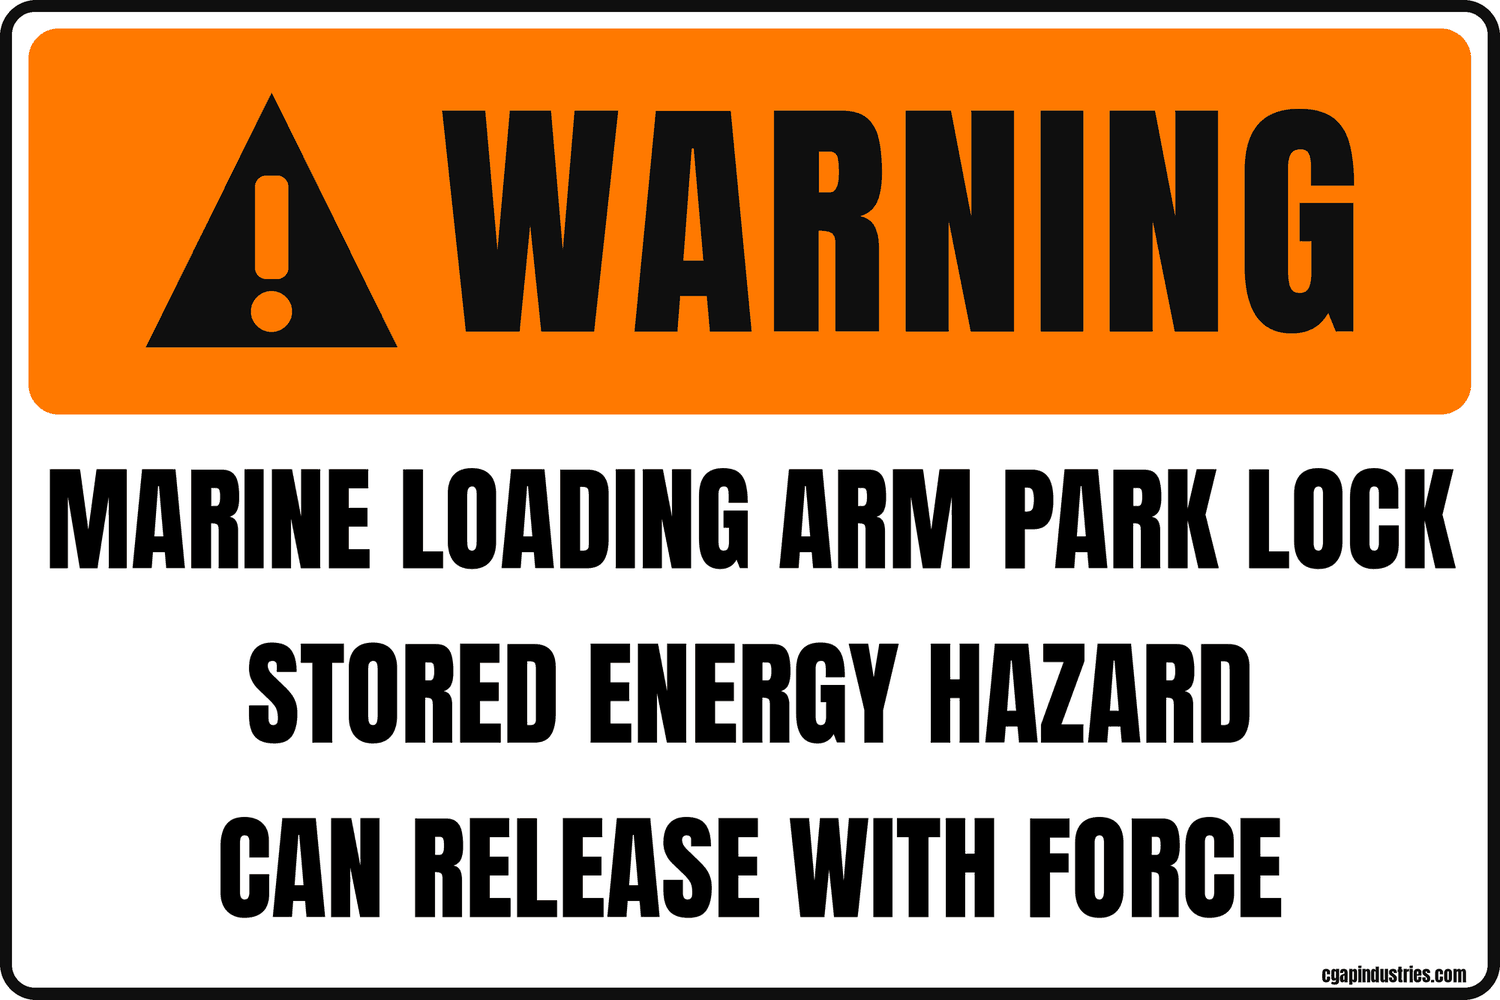 WARNING
MARINE LOADING ARM PARK LOCK
STORED ENERGY HAZARD
CAN RELEASE WITH FORCE
cgapindustries.com